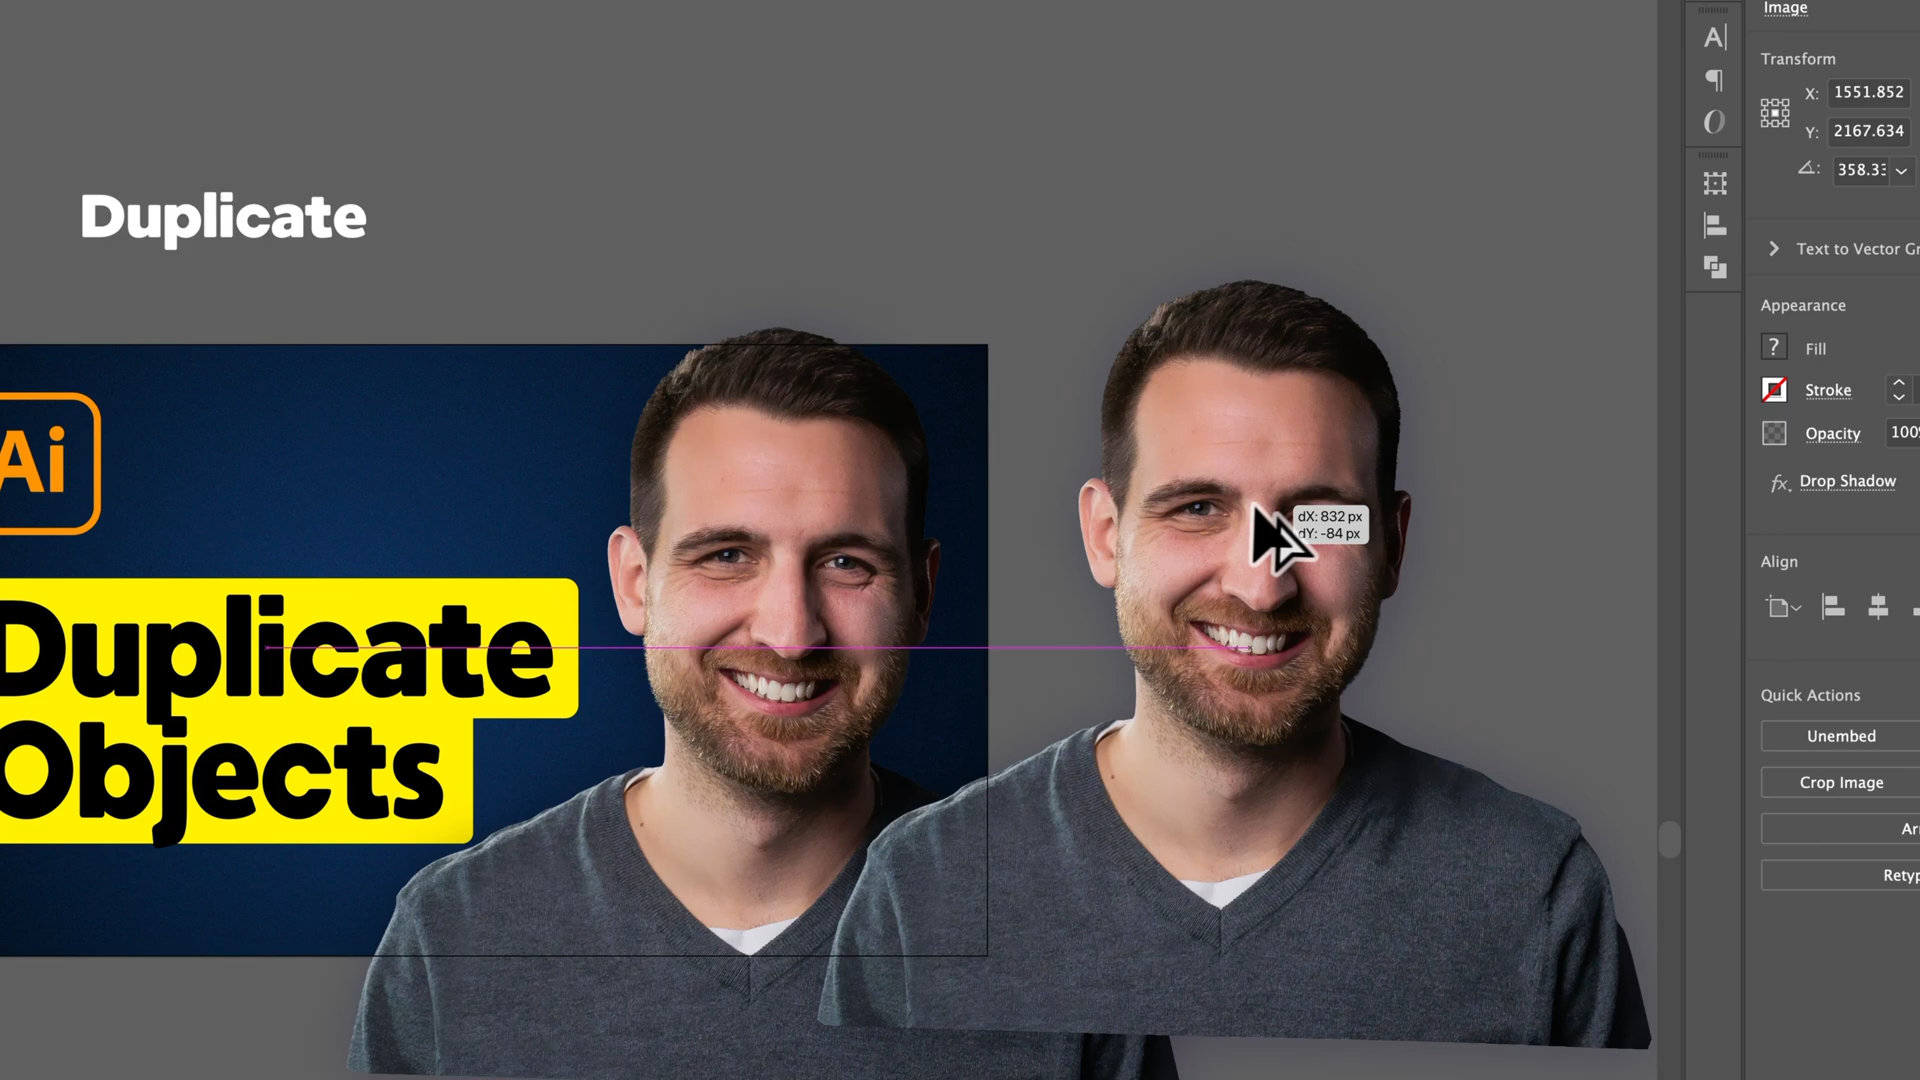 Duplicate
Ai
Duplicate
Objects
dX: 832 px
dY: -84 px
Image
Transform
X: 1551.852
Y: 2167.634
358.3
Text to Vector Gr
Appearance
? Fill
Stroke
Opacity 100%
fx. Drop Shadow
Align
Quick Actions
Unembed
Crop Image
Arr
Retyp